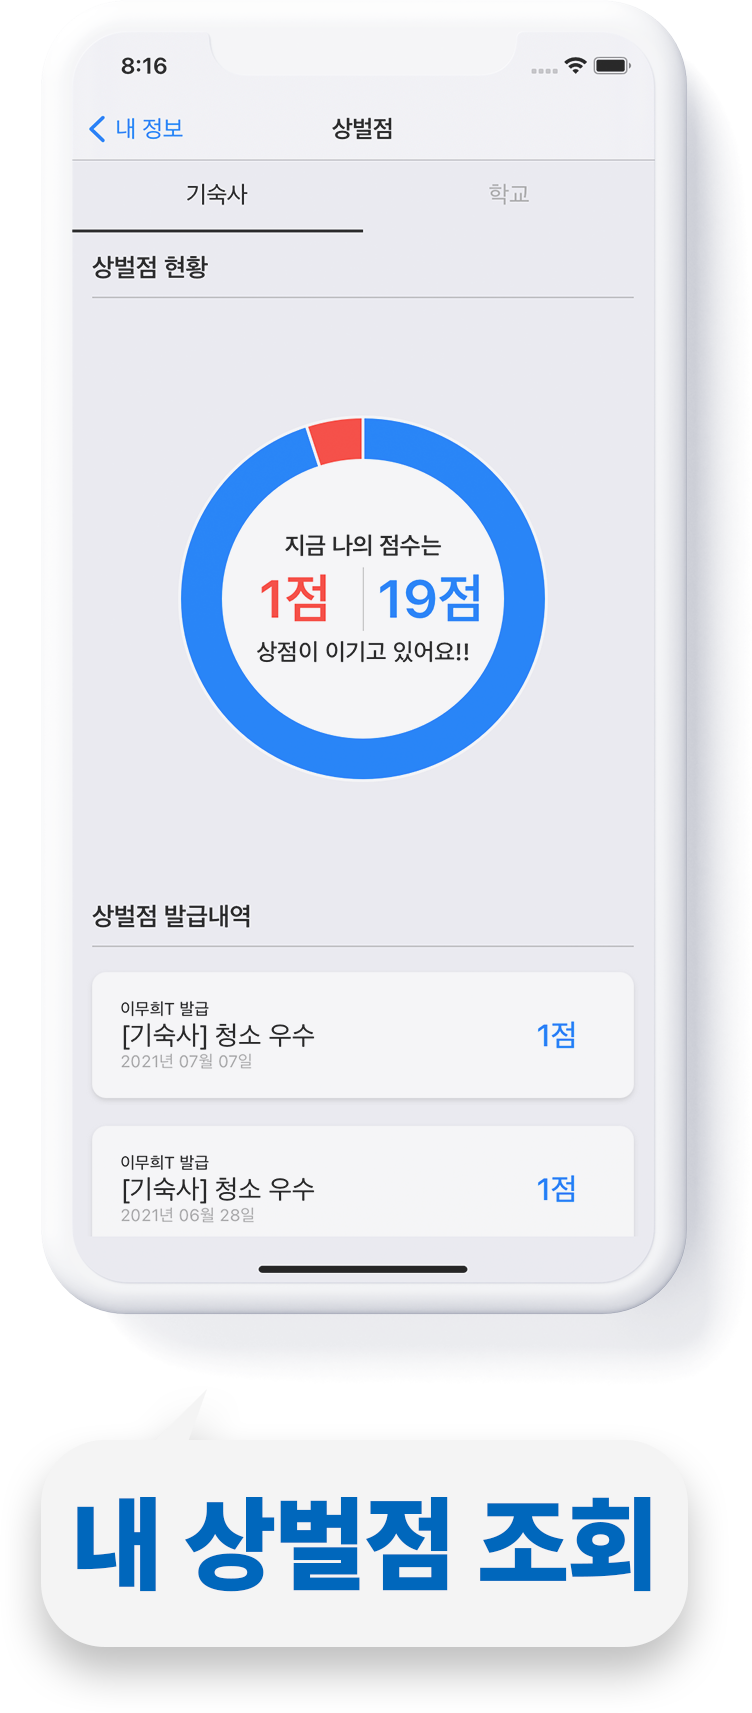 8:16
내 정보
상벌점
기숙사
학교
상벌점 현황
지금 나의 점수는
1점
19점
상점이 이기고 있어요!!
상벌점 발급내역
이무희T 발급
[기숙사] 청소 우수
1점
2021년 07월 07일
이무희T 발급
[기숙사] 청소 우수
1점
2021년 06월 28일
내 상벌점 조회